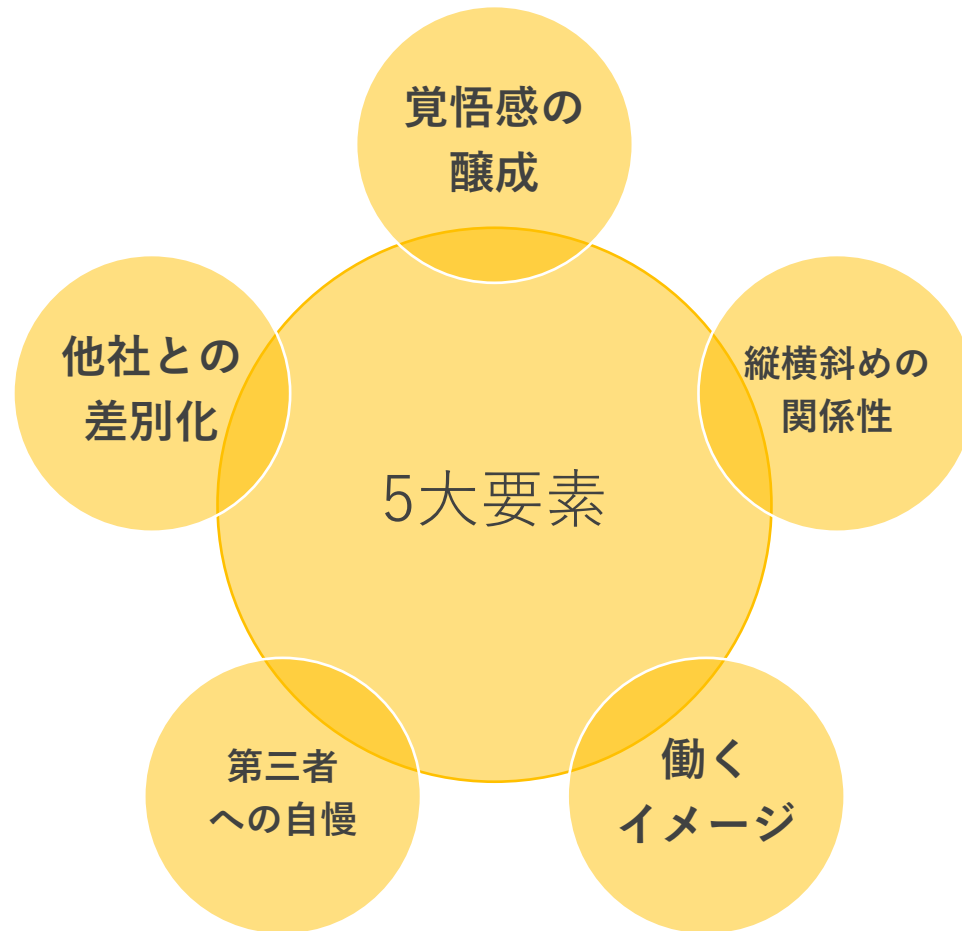 覚悟感の
醸成
他社との
差別化
縦横斜めの
関係性
5大要素
第三者
への自慢
働く
イメージ